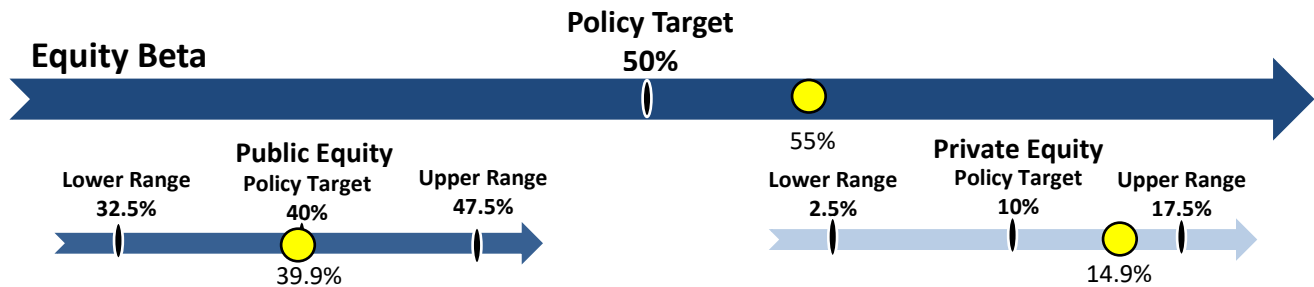 Policy Target
50%
Equity Beta
55%
Public Equity
Lower Range
Policy Target
Upper Range
32.5%
40%
47.5%
39.9%
Private Equity
Lower Range
Policy Target
Upper Range
2.5%
10%
17.5%
14.9%